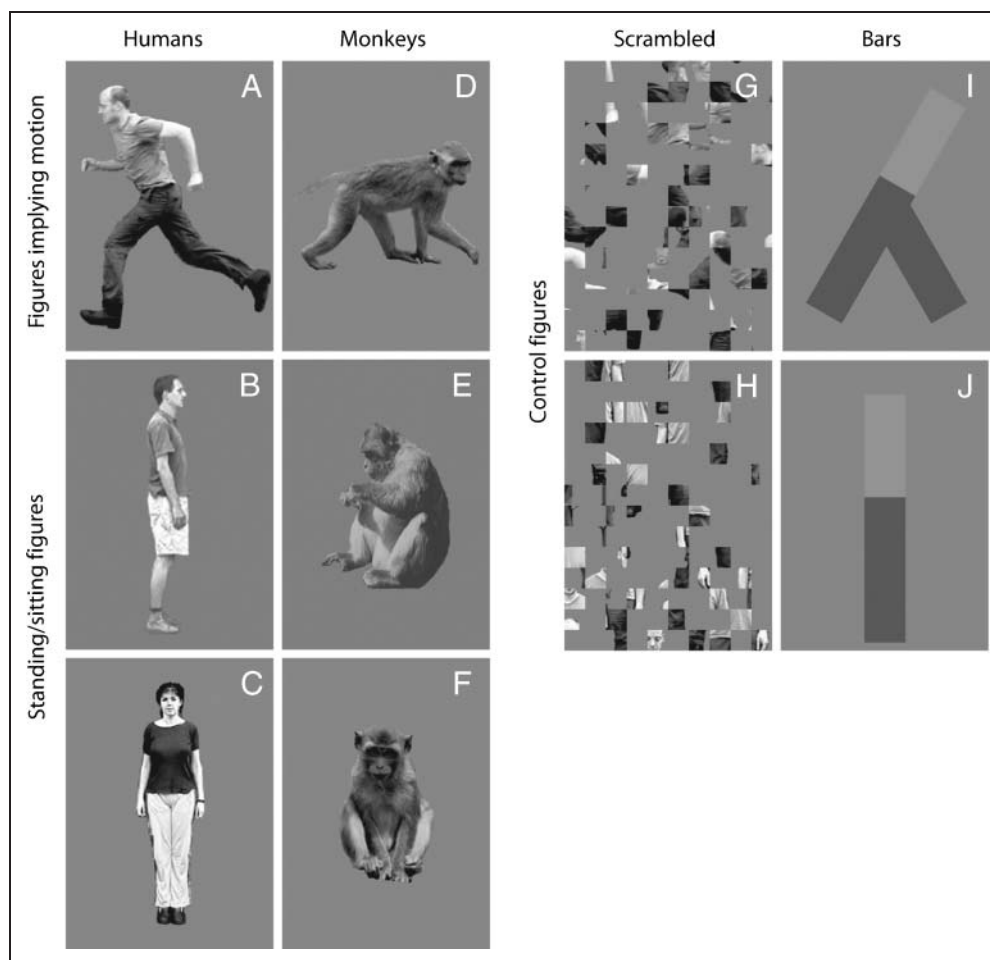 Humans
Monkeys
Scrambled
Bars
Figures implying motion
A
D
Control figures
G
I
Standing/sitting figures
B
E
H
J
C
F